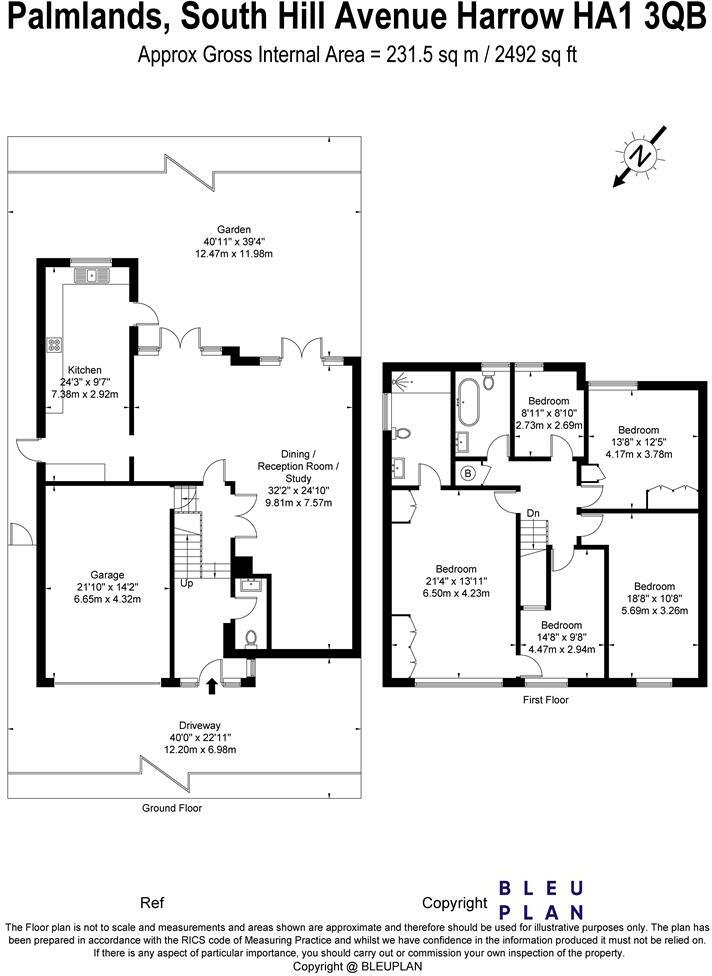 Palmlands, South Hill Avenue Harrow HA1 3QB
Approx Gross Internal Area = 231.5 sq m / 2492 sq ft
N
Garden
40'11" x 39'4"
12.47m x 11.98m
Kitchen
24'3" x 9'7"
7.38m x 2.92m
Dining /
Reception Room /
Study
32'2" x 24'10"
9.81m x 7.57m
Up
Garage
21'10" x 14'2"
6.65m x 4.32m
Driveway
40'0" x 22'11"
12.20m x 6.98m
Ground Floor
Bedroom
8'11" x 8'10"
2.73m x 2.69m
Bedroom
13'8" x 12'5"
4.17m x 3.78m
B
Dn
Bedroom
21'4" x 13'11"
6.50m x 4.23m
Bedroom
18'8" x 10'8"
5.69m x 3.26m
Bedroom
14'8" x 9'8"
4.47m x 2.94m
First Floor
Ref
Copyright
BLEU
PLAN
The Floor plan is not to scale and measurements and areas shown are approximate and therefore should be used for illustrative purposes only. The plan has
been prepared in accordance with the RICS code of Measuring Practice and whilst we have confidence in the information produced it must not be relied on.
If there is any aspect of particular importance, you should carry out or commission your own inspection of the property.
Copyright @ BLEUPLAN